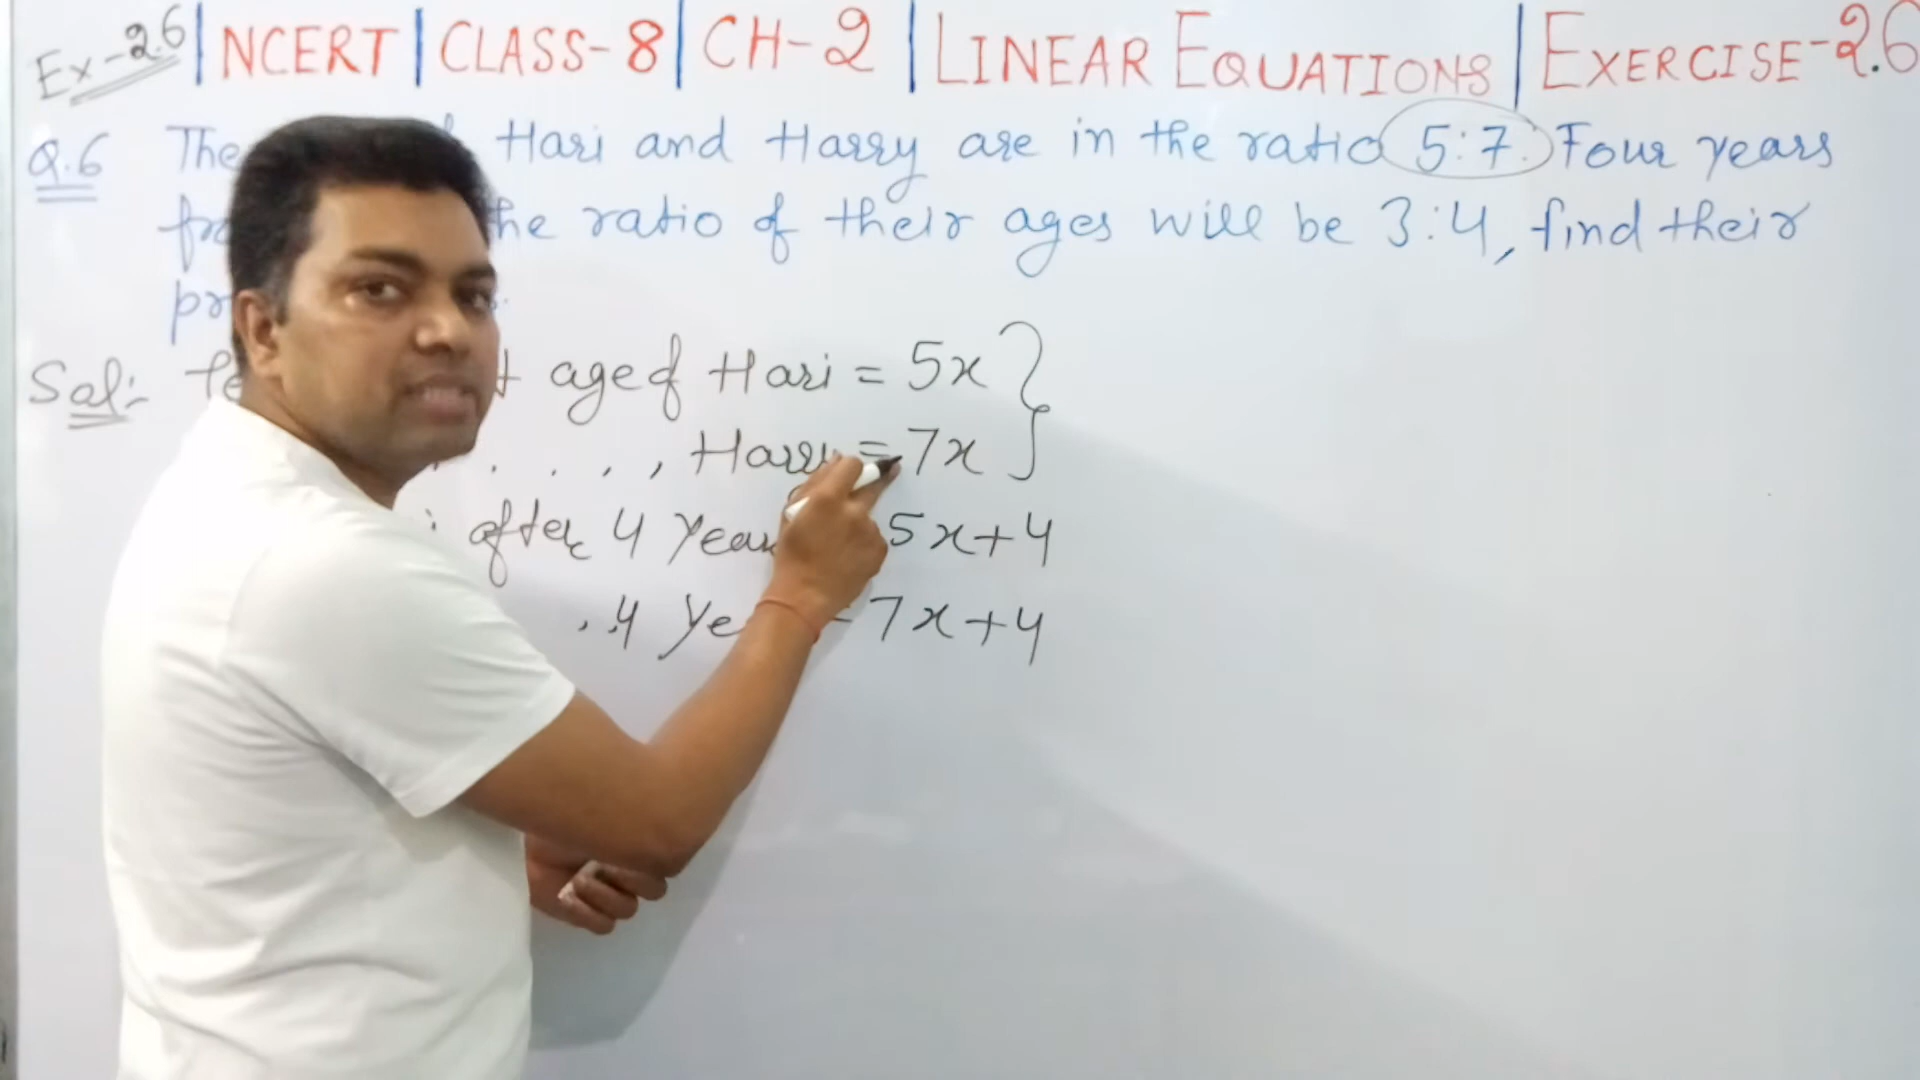 Ex-2.6 | NCERT | CLASS-8 | CH-2 | LINEAR EQUATIONS | EXERCISE-2.6
Q.6 The Hari and Harry are in the ratio 5:7. Four years
the ratio of their ages will be 3:4, find their
Sol:- age of Hari = 5x }
. . . . , Harry = 7x }
after 4 Years 5x+4
. . 4 Ye = 7x+4